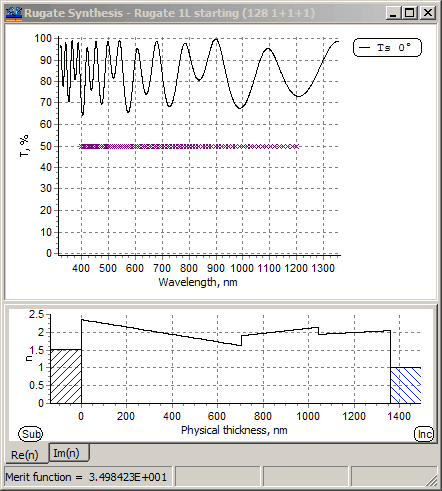 Rugate Synthesis - Rugate 1L starting (128 1+1+1)
100
90
80
70
60
50
40
30
20
10
0
T, %
400 500 600 700 800 900 1000 1100 1200 1300
Wavelength, nm
Ts 0°
2.5
2
1.5
1
0.5
0
n
0 200 400 600 800 1000 1200 1400
Physical thickness, nm
Sub
Inc
Re(n) Im(n)
Merit function = 3.498423E+001